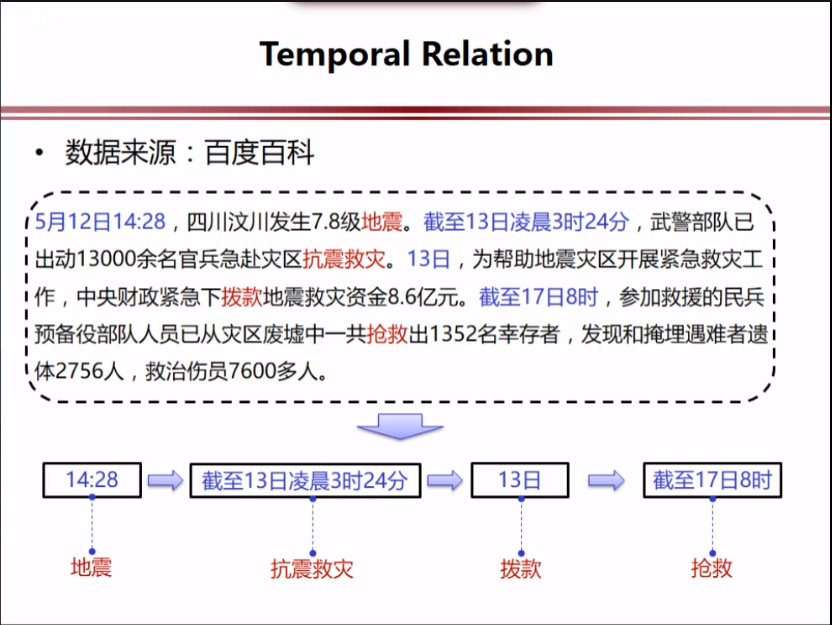 Temporal Relation
• 数据来源：百度百科
5月12日14:28，四川汶川发生7.8级地震。截至13日凌晨3时24分，武警部队已
出动13000余名官兵急赴灾区抗震救灾。13日，为帮助地震灾区开展紧急救灾工
作，中央财政紧急下拨款地震救灾资金8.6亿元。截至17日8时，参加救援的民兵
预备役部队人员已从灾区废墟中一共抢救出1352名幸存者，发现和掩埋遇难者遗
体2756人，救治伤员7600多人。
14:28
截至13日凌晨3时24分
13日
截至17日8时
地震
抗震救灾
拨款
抢救